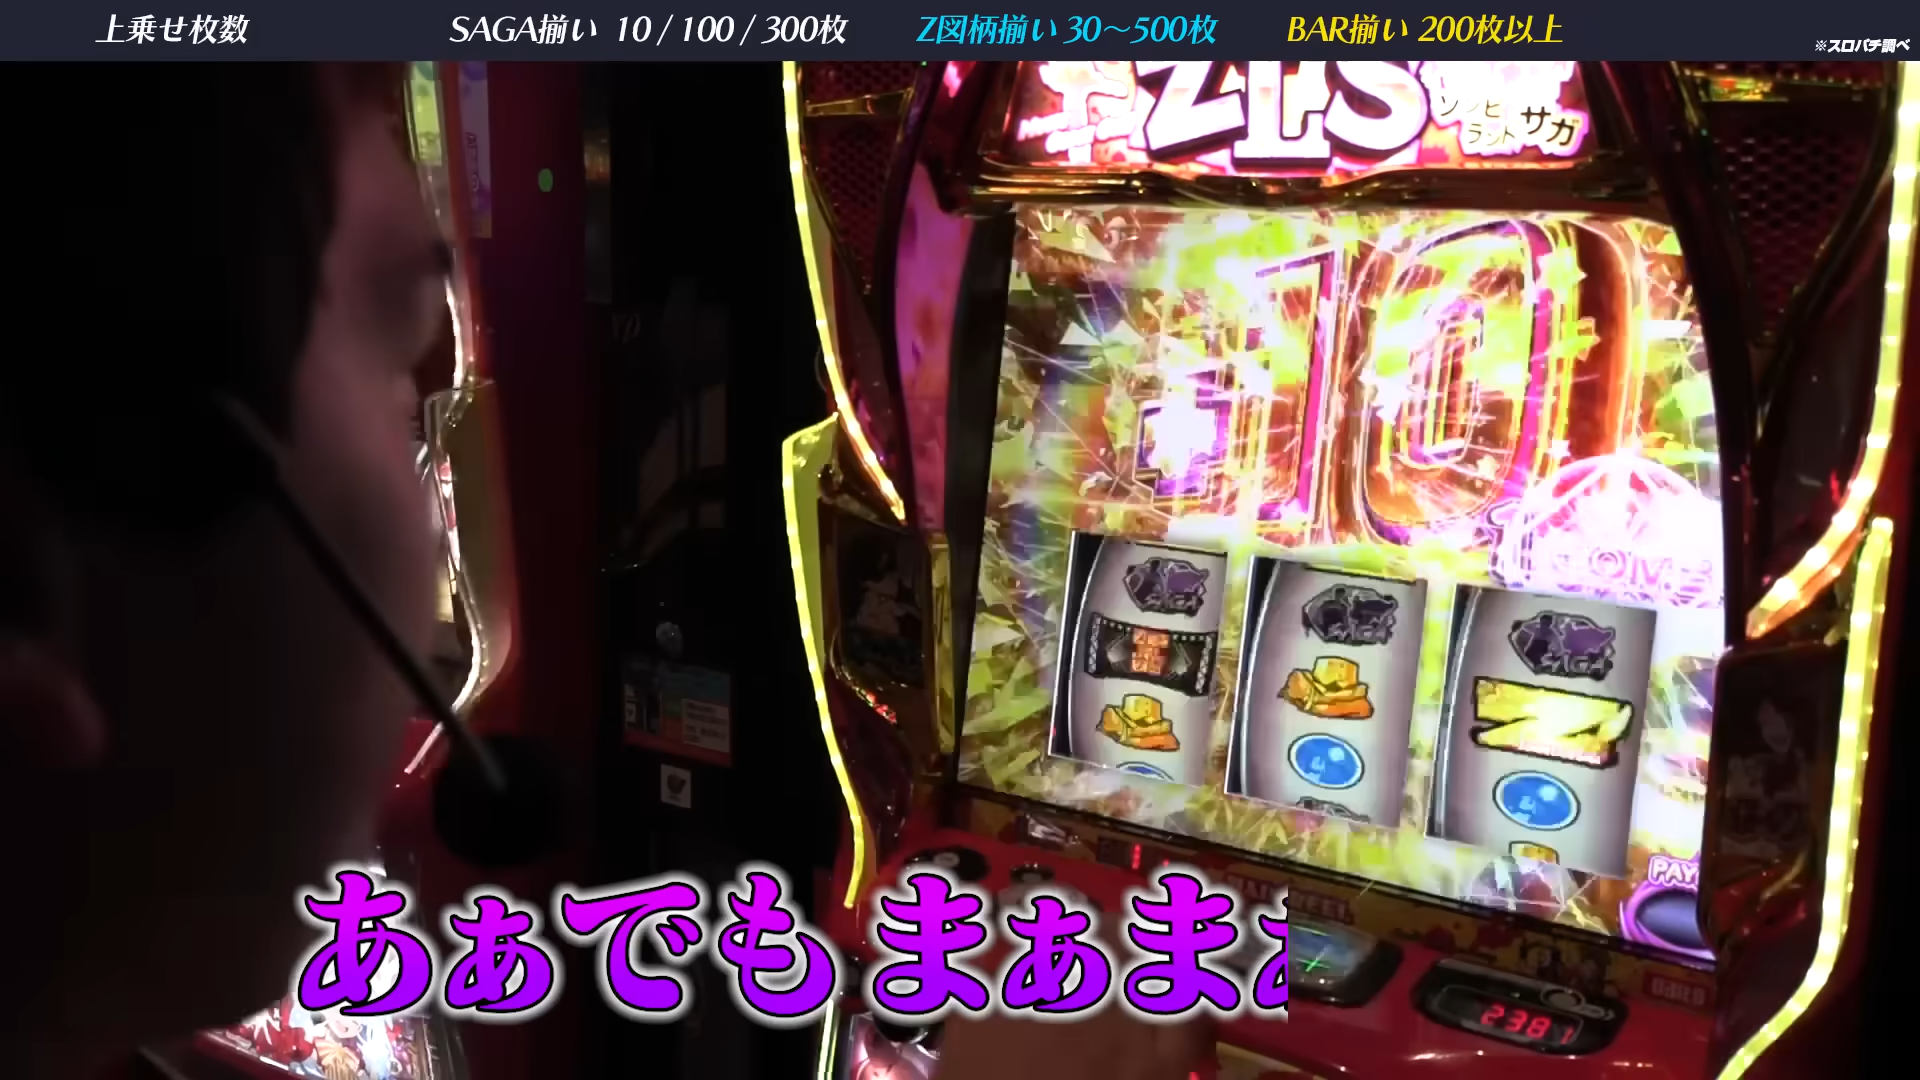 上乗せ枚数 SAGA揃い 10 / 100 / 300枚 Z図柄揃い 30～500枚 BAR揃い 200枚以上
※スロパチ調べ
ZLS
ゾンビ
ランド サガ
10
SAGA SAGA SAGA
PAY
2381
あぁでも まぁまぁ